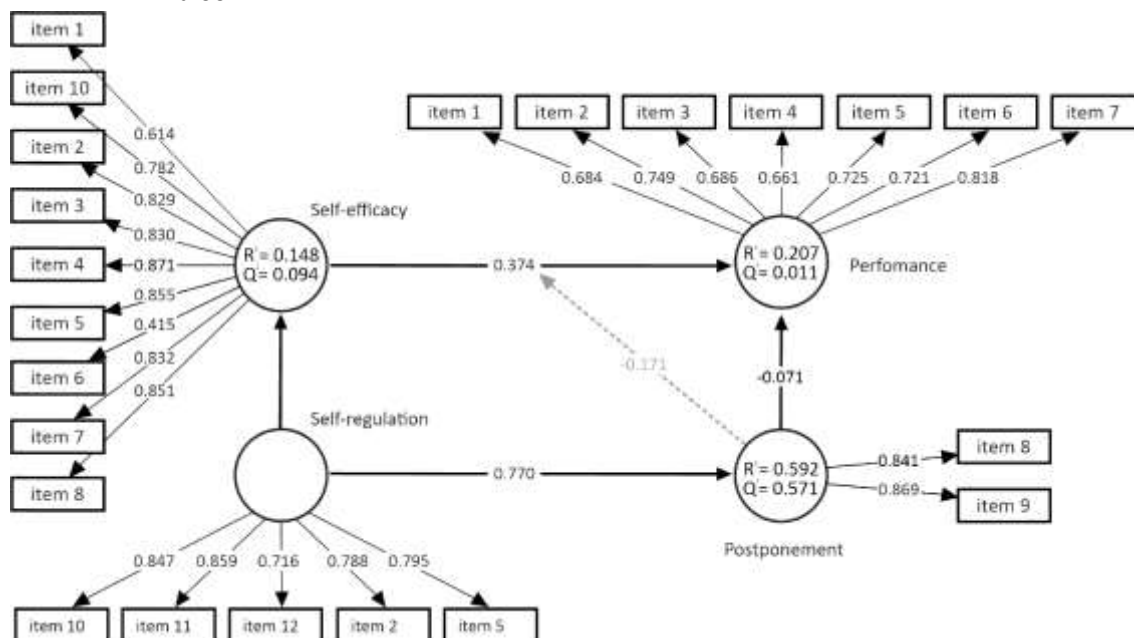 item 1
item 10
item 2
item 3
item 4
item 5
item 6
item 7
item 8
0.614
0.782
0.829
0.830
0.871
0.855
0.415
0.832
0.851
Self-efficacy
R'= 0.148
Q'= 0.094
item 1
item 2
item 3
item 4
item 5
item 6
item 7
0.684
0.749
0.686
0.661
0.725
0.721
0.818
R'= 0.207
Q'= 0.011
Perfomance
0.374
-0.171
-0.071
Self-regulation
0.770
R'= 0.592
Q'= 0.571
Postponement
0.841
0.869
item 8
item 9
0.847
0.859
0.716
0.788
0.795
item 10
item 11
item 12
item 2
item 5